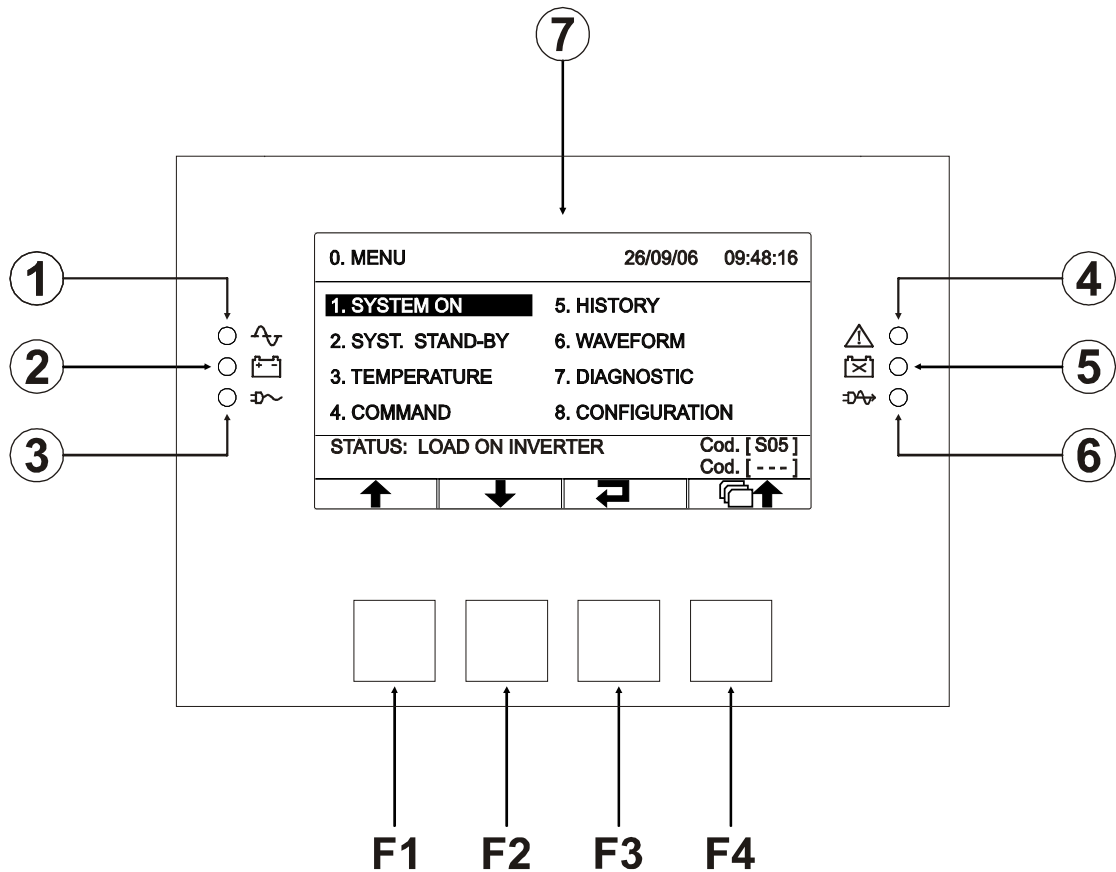 7
0. MENU 26/09/06 09:48:16
1 4
1. SYSTEM ON 5. HISTORY
2. SYST. STAND-BY 6. WAVEFORM
2 5
3. TEMPERATURE 7. DIAGNOSTIC
4. COMMAND 8. CONFIGURATION
3 6
STATUS: LOAD ON INVERTER Cod. [ S05 ]
Cod. [ - - - ]
F1 F2 F3 F4